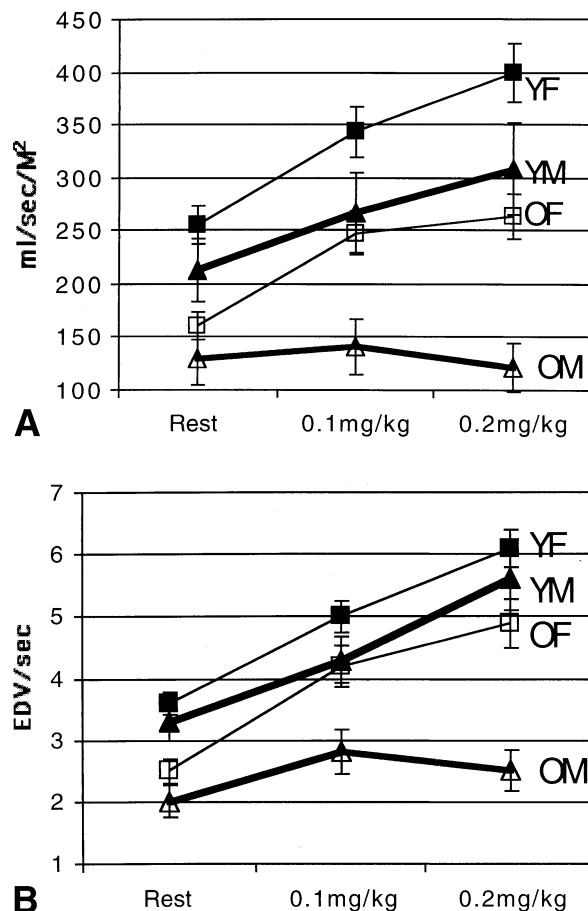 450
400
350
300
250
200
150
100
ml/sec/M²
YF
YM
OF
OM
A
Rest 0.1mg/kg 0.2mg/kg
7
6
5
4
3
2
1
EDV/sec
YF
YM
OF
OM
B
Rest 0.1mg/kg 0.2mg/kg